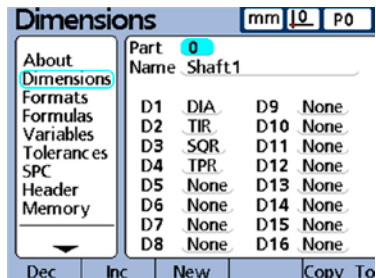 Dimensions mm 0 P0
About
Dimensions
Formats
Formulas
Variables
Tolerances
SPC
Header
Memory
Part 0
Name Shaft1
D1 DIA D9 None
D2 TIR D10 None
D3 SQR D11 None
D4 TPR D12 None
D5 None D13 None
D6 None D14 None
D7 None D15 None
D8 None D16 None
Dec Inc New Copy To